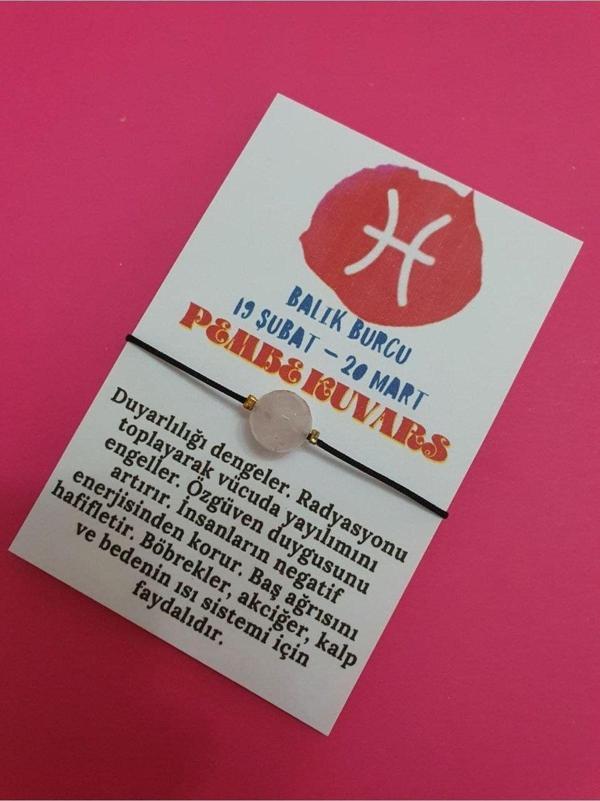 BALIK BURCU
19 ŞUBAT – 20 MART
PEMBE KUVARS
Duyarlılığı dengeler. Radyasyonu
toplayarak vücuda yayılımını
engeller. Özgüven duygusunu
artırır. İnsanların negatif
enerjisinden korur. Baş ağrısını
hafifletir. Böbrekler, akciğer, kalp
ve bedenin ısı sistemi için
faydalıdır.